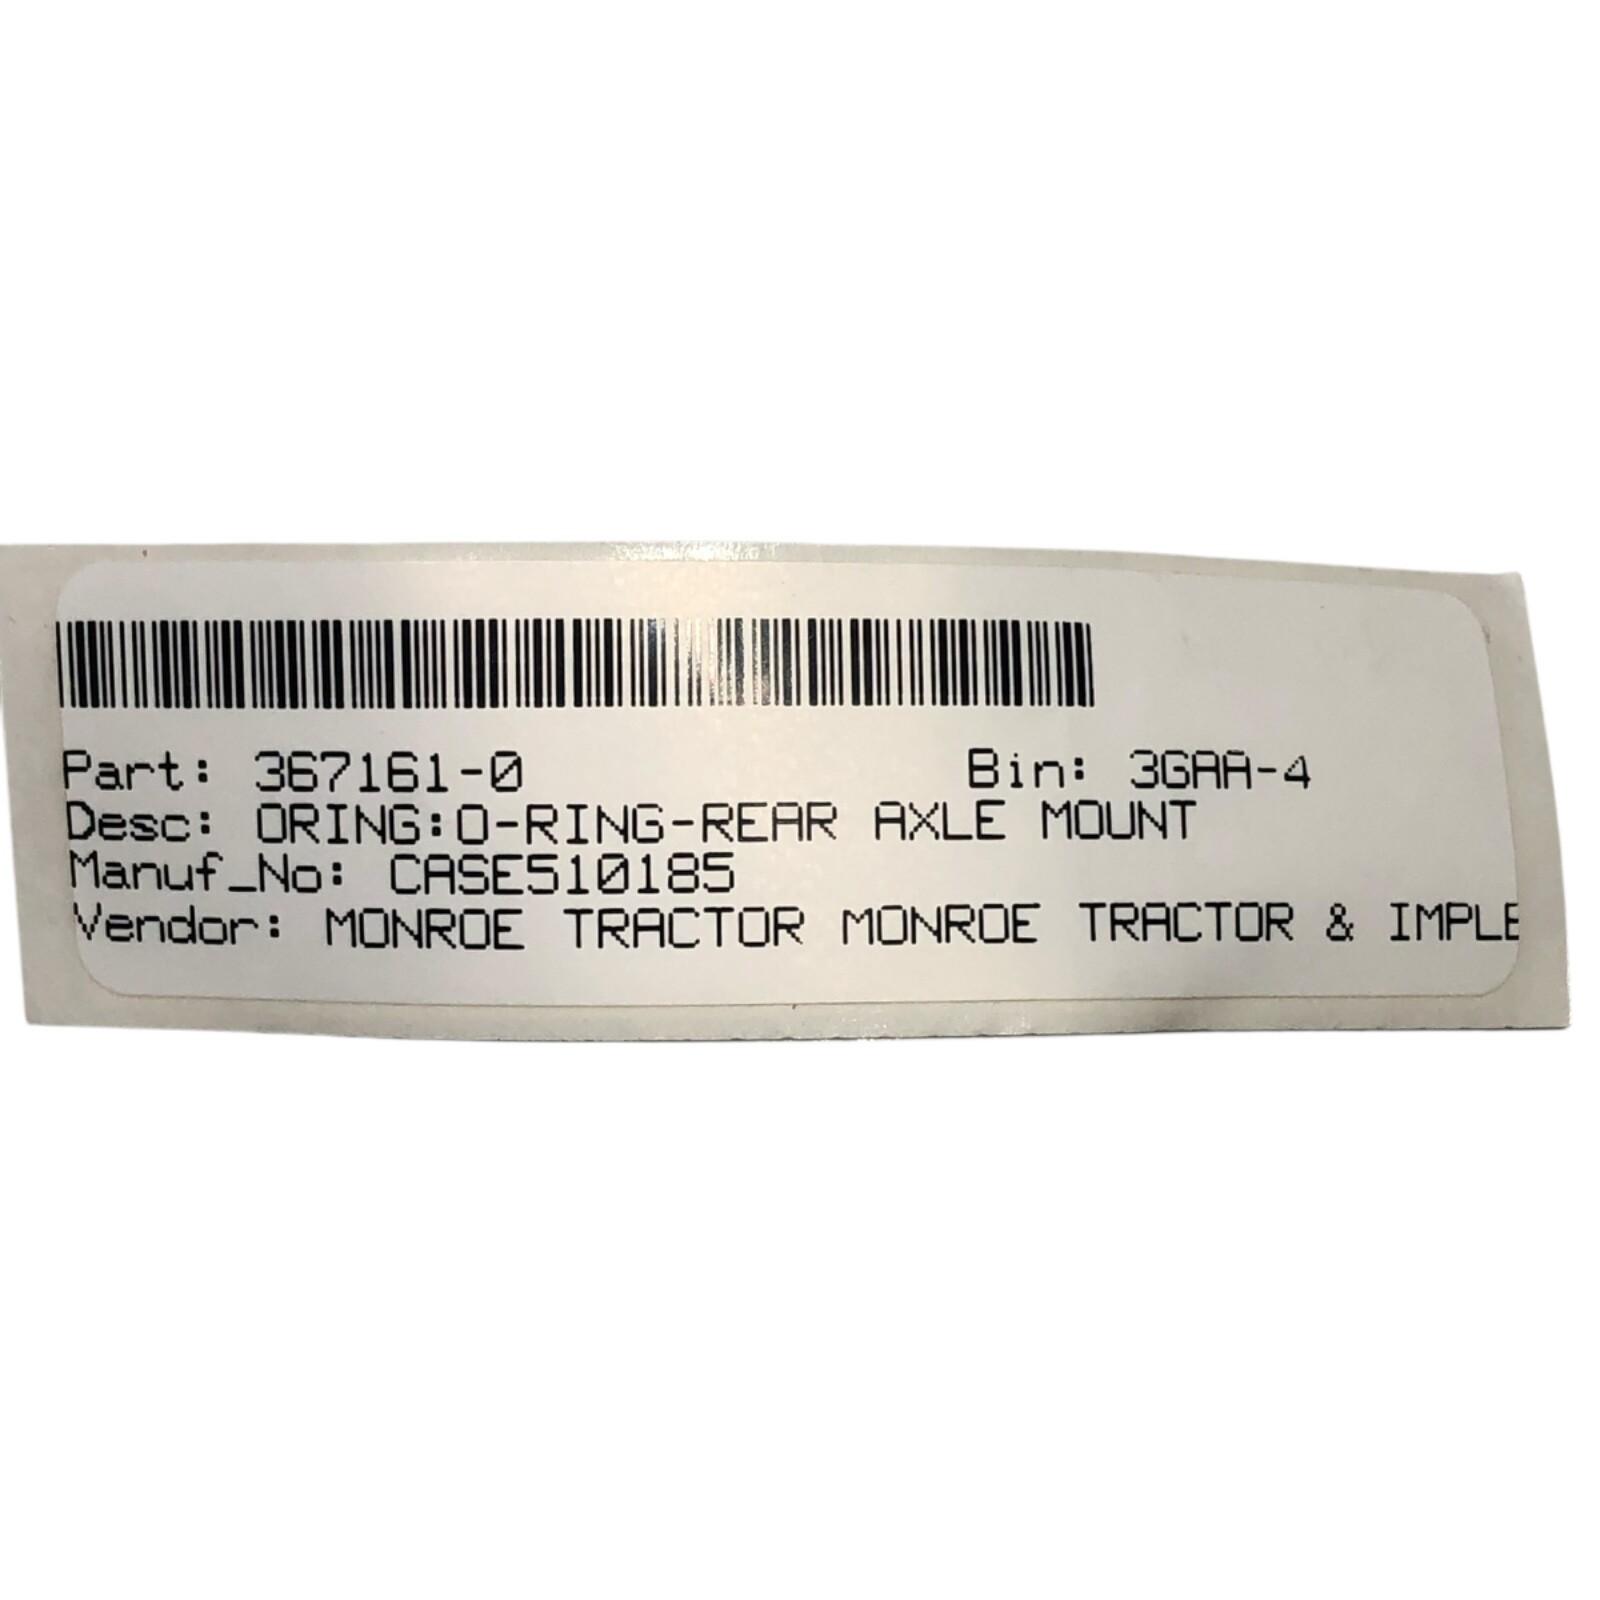 Part: 367161-0 Bin: 3GAA-4
Desc: ORING:O-RING-REAR AXLE MOUNT
Manuf_No: CASE510185
Vendor: MONROE TRACTOR MONROE TRACTOR & IMPLE